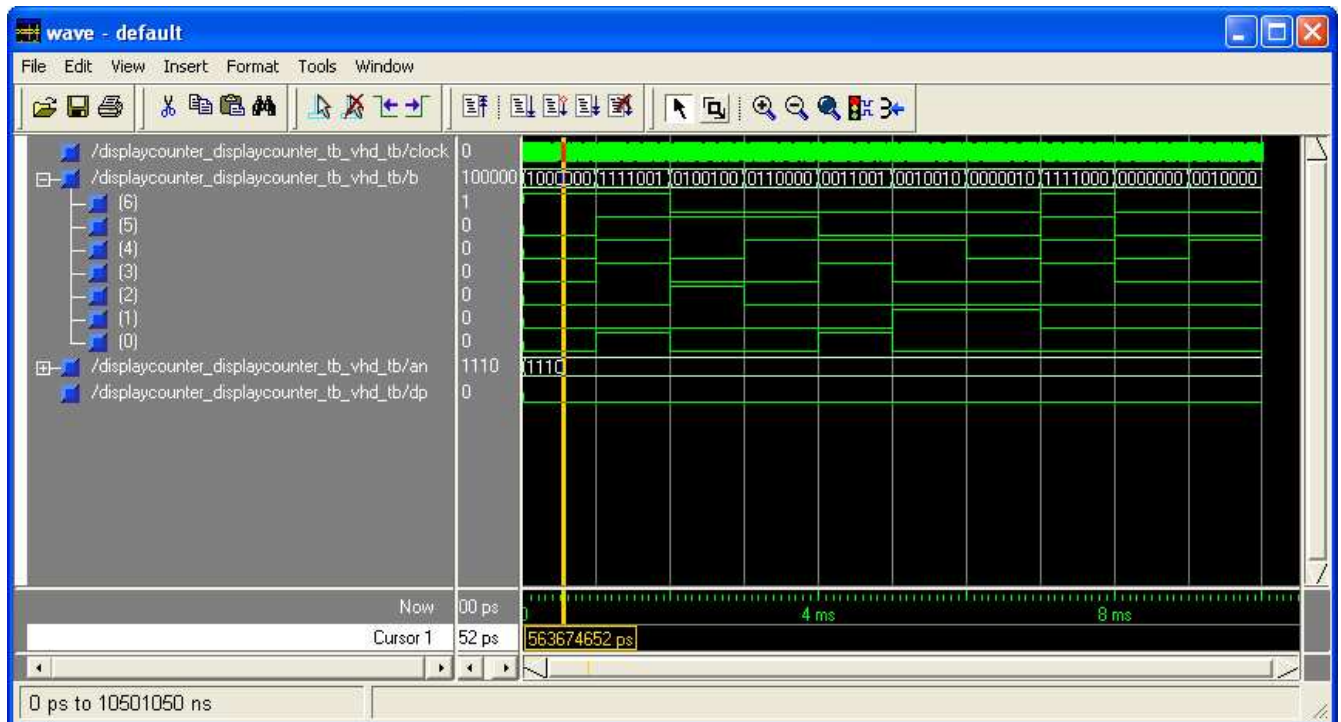 wave - default
File Edit View Insert Format Tools Window
/displaycounter_displaycounter_tb_vhd_tb/clock 0
/displaycounter_displaycounter_tb_vhd_tb/b 100000 1000000 1111001 0100100 0110000 0011001 0010010 0000010 1111000 0000000 0010000
(6) 1
(5) 0
(4) 0
(3) 0
(2) 0
(1) 0
(0) 0
/displaycounter_displaycounter_tb_vhd_tb/an 1110 1110
/displaycounter_displaycounter_tb_vhd_tb/dp 0
Now 00 ps 0 4 ms 8 ms
Cursor 1 52 ps 563674652 ps
0 ps to 10501050 ns